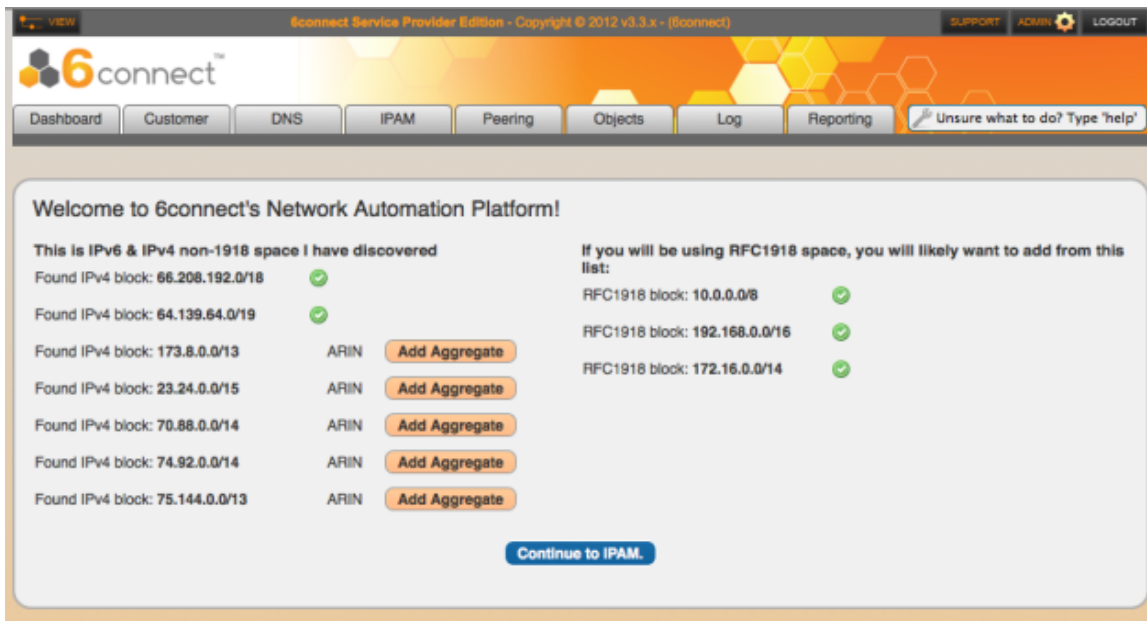 VIEW
6connect Service Provider Edition - Copyright © 2012 v3.3.x - (6connect)
SUPPORT ADMIN LOGOUT
6connect™
Dashboard Customer DNS IPAM Peering Objects Log Reporting Unsure what to do? Type 'help'
Welcome to 6connect's Network Automation Platform!
This is IPv6 & IPv4 non-1918 space I have discovered
Found IPv4 block: 66.208.192.0/18
Found IPv4 block: 64.139.64.0/19
Found IPv4 block: 173.8.0.0/13 ARIN Add Aggregate
Found IPv4 block: 23.24.0.0/15 ARIN Add Aggregate
Found IPv4 block: 70.88.0.0/14 ARIN Add Aggregate
Found IPv4 block: 74.92.0.0/14 ARIN Add Aggregate
Found IPv4 block: 75.144.0.0/13 ARIN Add Aggregate
If you will be using RFC1918 space, you will likely want to add from this
list:
RFC1918 block: 10.0.0.0/8
RFC1918 block: 192.168.0.0/16
RFC1918 block: 172.16.0.0/14
Continue to IPAM.